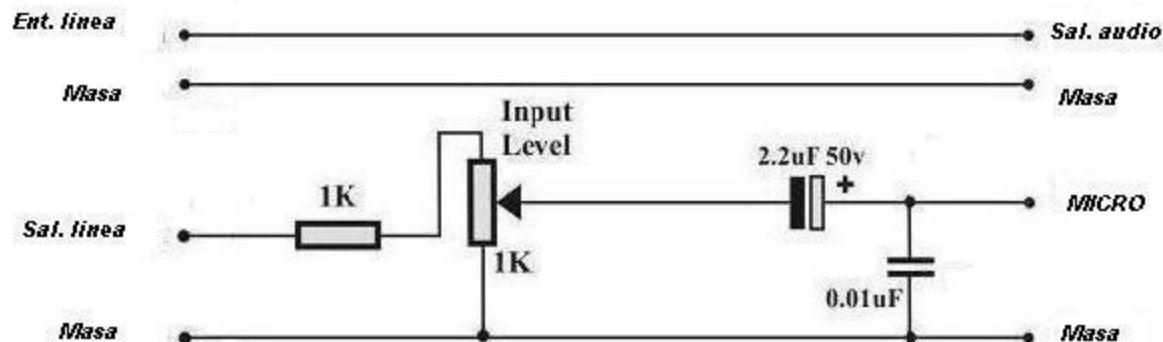 Ent. linea
Sal. audio
Masa
Masa
Input
Level
2.2uF 50v
+
1K
MICRO
Sal. linea
1K
0.01uF
Masa
Masa